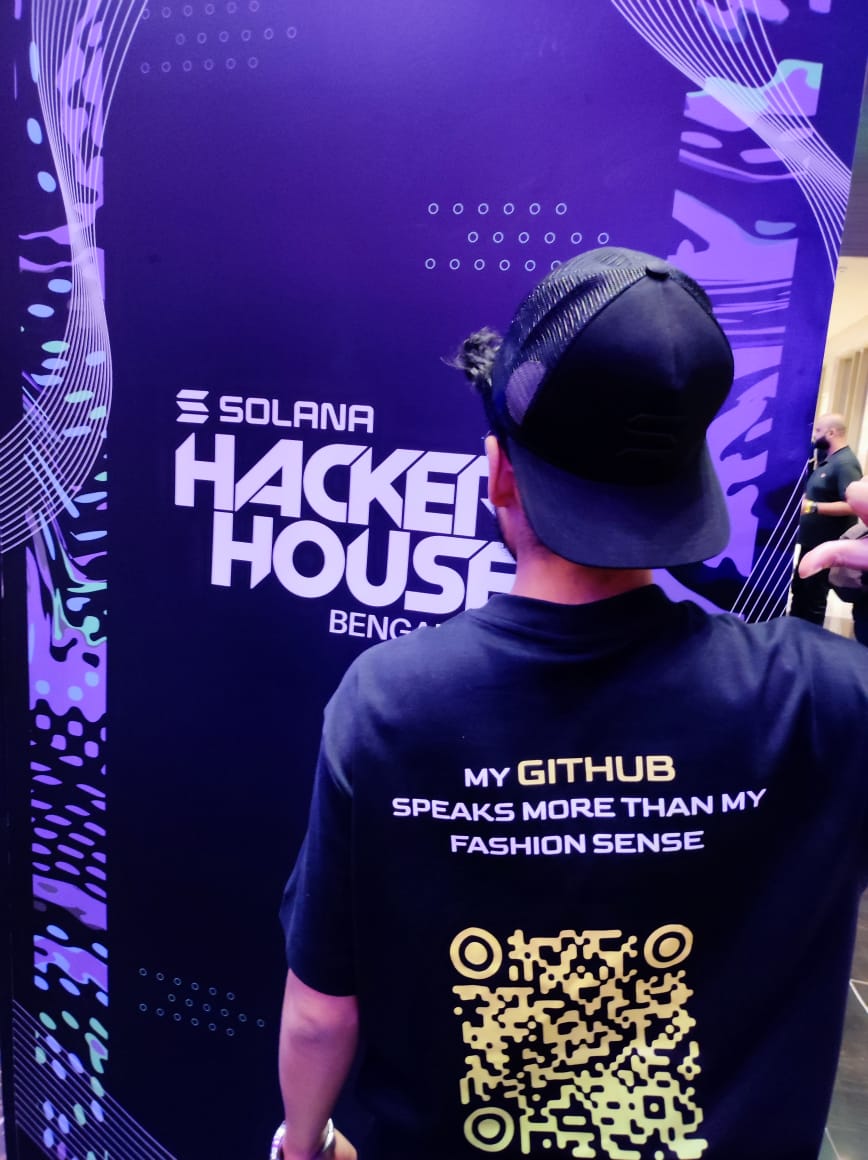 SOLANA
HACKER
HOUSE
MY GITHUB
SPEAKS MORE THAN MY
FASHION SENSE